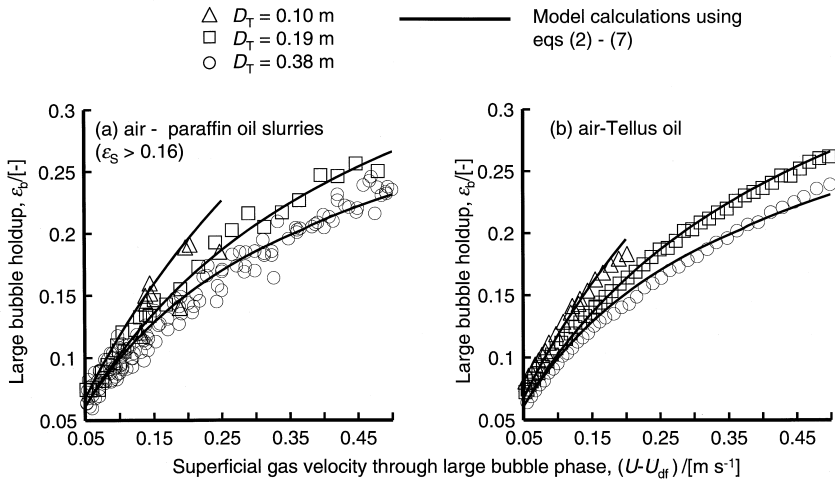 D_T = 0.10 m
D_T = 0.19 m
D_T = 0.38 m
Model calculations using
eqs (2) - (7)
Large bubble holdup, ε_b/[-]
0.3
0.25
0.2
0.15
0.1
0.05
(a) air - paraffin oil slurries
(ε_S > 0.16)
0.05 0.15 0.25 0.35 0.45
Large bubble holdup, ε_b/[-]
0.3
0.25
0.2
0.15
0.1
0.05
(b) air-Tellus oil
0.05 0.15 0.25 0.35 0.45
Superficial gas velocity through large bubble phase, (U-U_df)/[m s⁻¹]